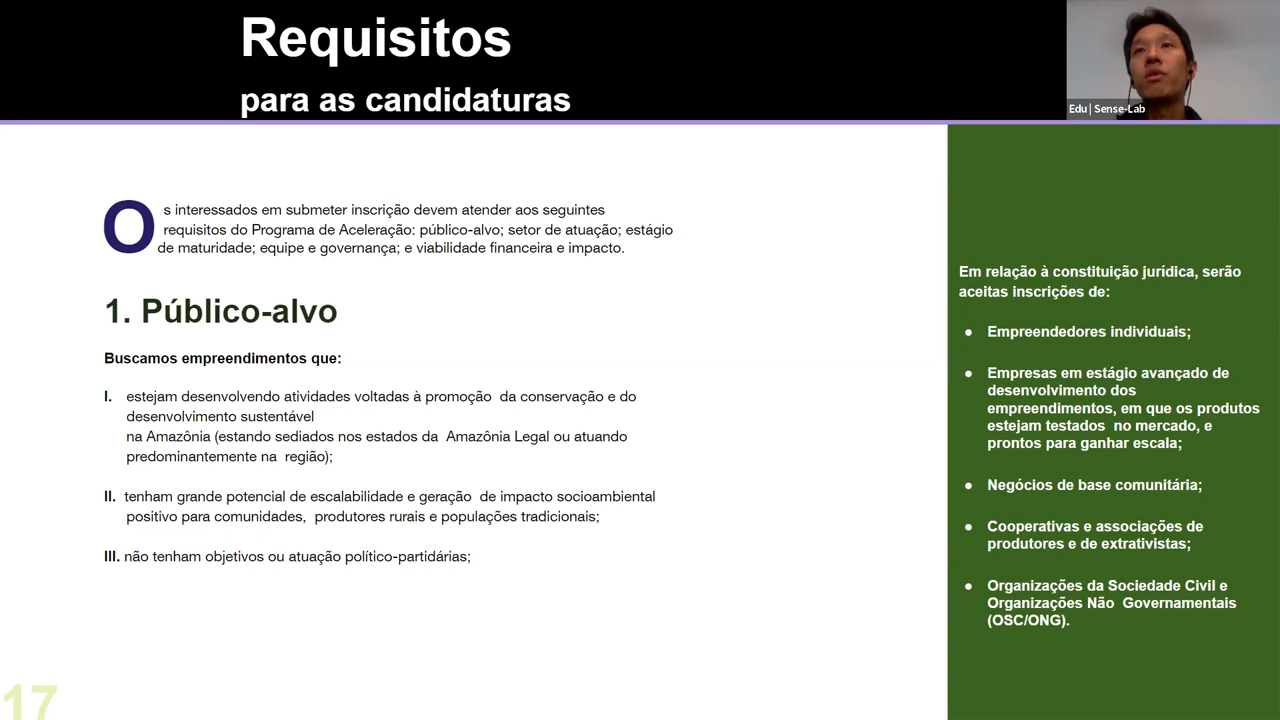 Requisitos
para as candidaturas
Edu | Sense-Lab
Os interessados em submeter inscrição devem atender aos seguintes
requisitos do Programa de Aceleração: público-alvo; setor de atuação; estágio
de maturidade; equipe e governança; e viabilidade financeira e impacto.
1. Público-alvo
Buscamos empreendimentos que:
I. estejam desenvolvendo atividades voltadas à promoção da conservação e do
desenvolvimento sustentável
na Amazônia (estando sediados nos estados da Amazônia Legal ou atuando
predominantemente na região);
II. tenham grande potencial de escalabilidade e geração de impacto socioambiental
positivo para comunidades, produtores rurais e populações tradicionais;
III. não tenham objetivos ou atuação político-partidárias;
Em relação à constituição jurídica, serão
aceitas inscrições de:
● Empreendedores individuais;
● Empresas em estágio avançado de
desenvolvimento dos
empreendimentos, em que os produtos
estejam testados no mercado, e
prontos para ganhar escala;
● Negócios de base comunitária;
● Cooperativas e associações de
produtores e de extrativistas;
● Organizações da Sociedade Civil e
Organizações Não Governamentais
(OSC/ONG).
17